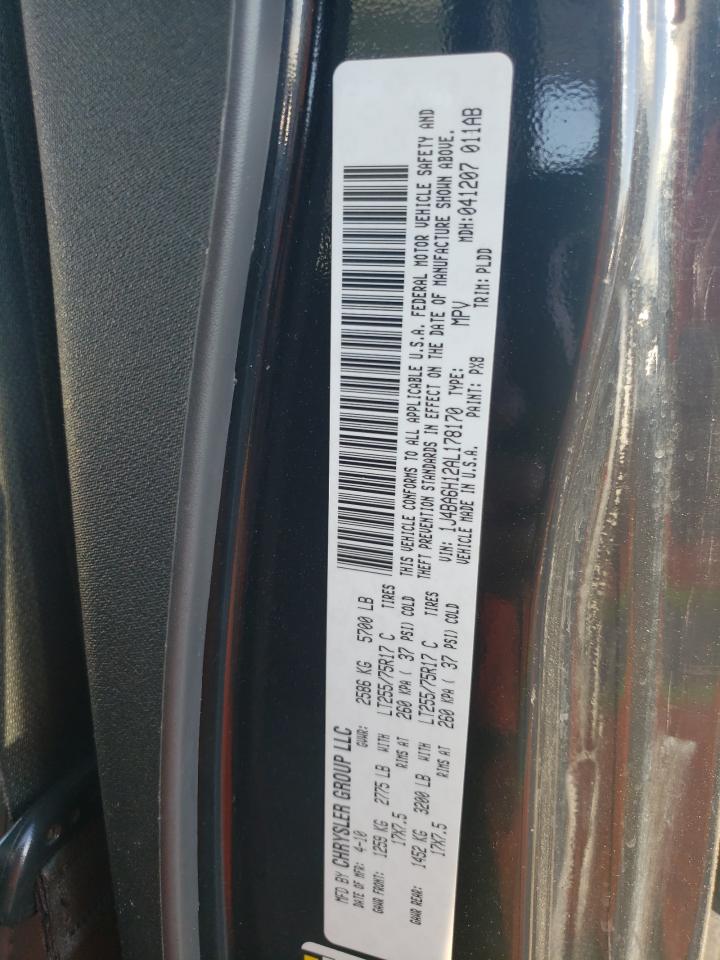 MFD BY CHRYSLER GROUP LLC
DATE OF MFR: 4-10 GVWR: 2586 KG 5700 LB
GAWR FRONT: 1259 KG 2775 LB WITH LT255/75R17 C TIRES
17X7.5 RIMS AT 260 KPA ( 37 PSI) COLD
GAWR REAR: 1452 KG 3200 LB WITH LT255/75R17 C TIRES
17X7.5 RIMS AT 260 KPA ( 37 PSI) COLD
THIS VEHICLE CONFORMS TO ALL APPLICABLE U.S.A. FEDERAL MOTOR VEHICLE SAFETY AND
THEFT PREVENTION STANDARDS IN EFFECT ON THE DATE OF MANUFACTURE SHOWN ABOVE.
VIN: 1J4BA6H12AL178170 TYPE: MPV MDH:041207 011AB
VEHICLE MADE IN U.S.A. PAINT: PX8 TRIM: PLDD